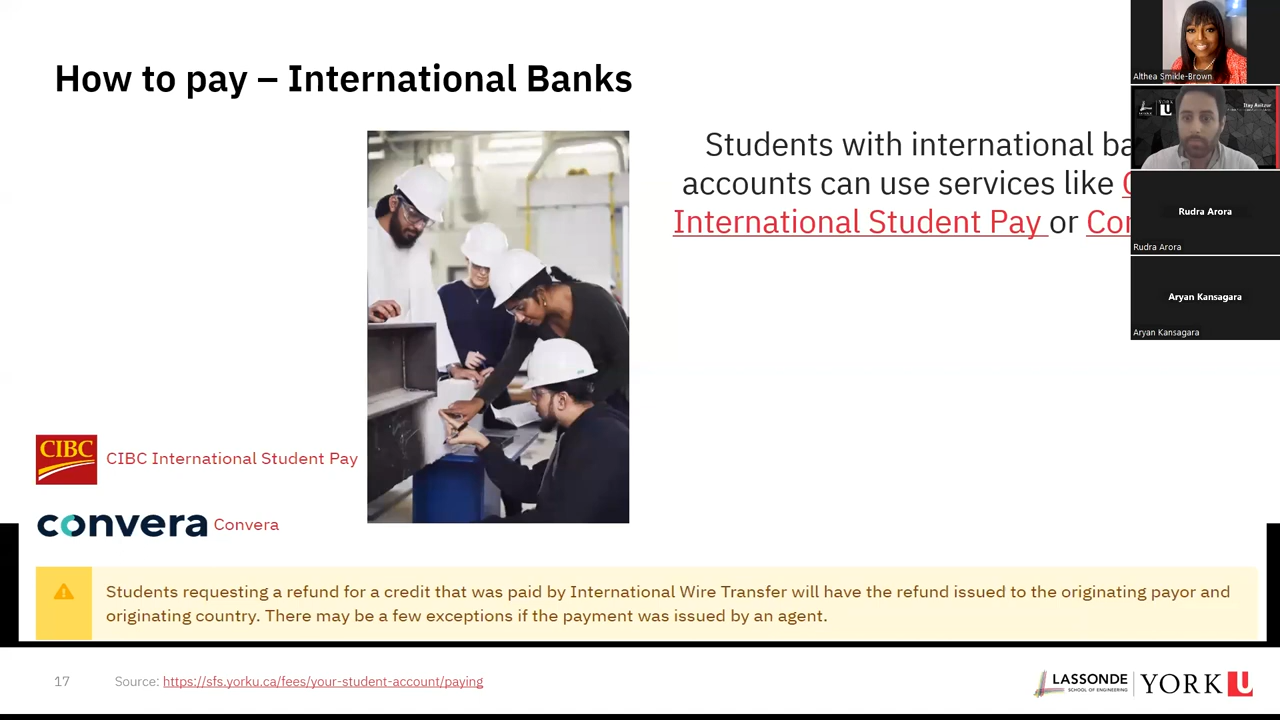 How to pay – International Banks
Students with international
accounts can use services like
International Student Pay or
CIBC
CIBC International Student Pay
convera Convera
Students requesting a refund for a credit that was paid by International Wire Transfer will have the refund issued to the originating payor and
originating country. There may be a few exceptions if the payment was issued by an agent.
17 Source: https://sfs.yorku.ca/fees/your-student-account/paying
LASSONDE
SCHOOL OF ENGINEERING
YORK U
Althea Smikle-Brown
YORK U
Rudra Arora
Rudra Arora
Aryan Kansagara
Aryan Kansagara